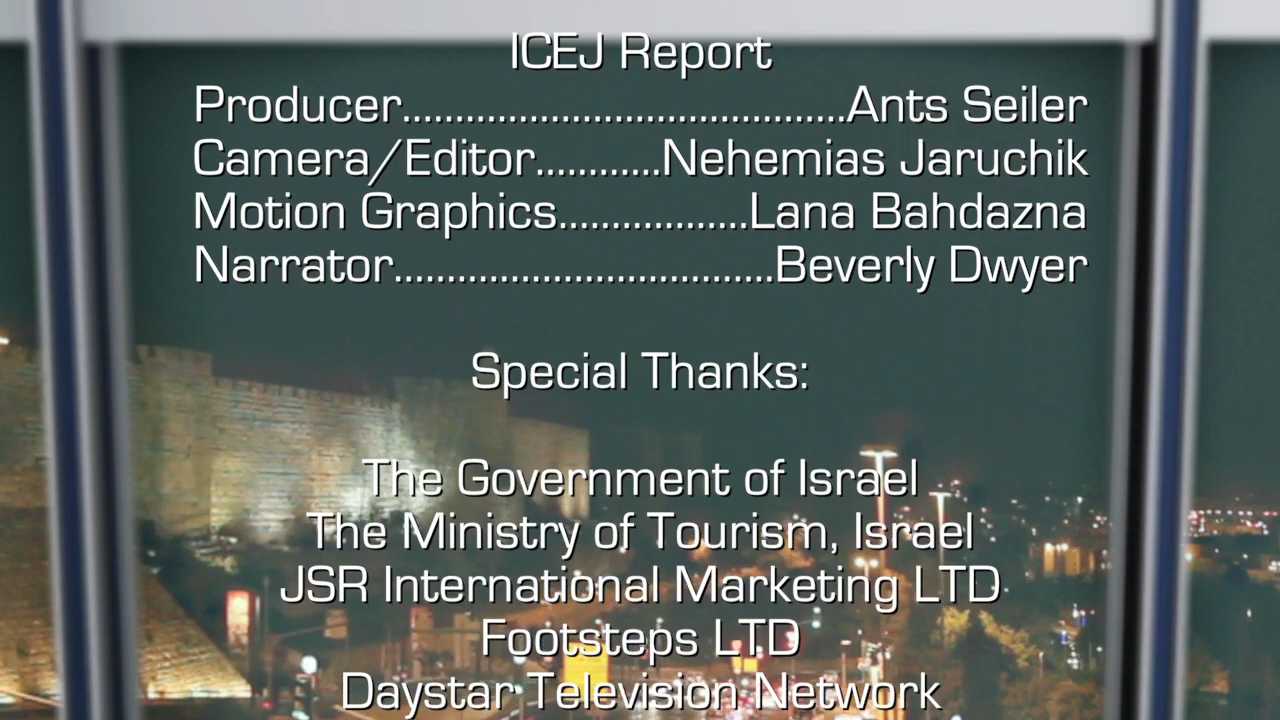 ICEJ Report
Producer..........................................Ants Seiler
Camera/Editor............Nehemias Jaruchik
Motion Graphics..................Lana Bahdazna
Narrator....................................Beverly Dwyer
Special Thanks:
The Government of Israel
The Ministry of Tourism, Israel
JSR International Marketing LTD
Footsteps LTD
Daystar Television Network